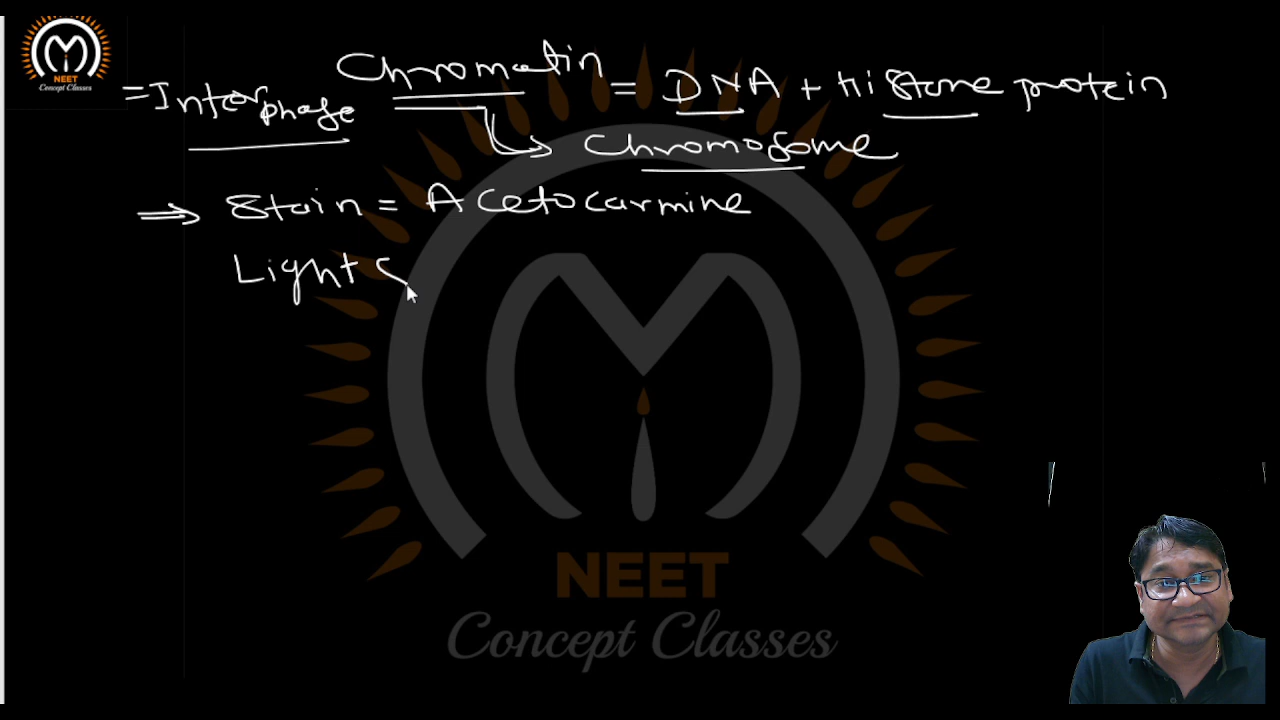 NEET
Concept Classes
= Interphase Chromatin = DNA + Histone protein
Chromosome
⇒ Stain = Acetocarmine
Light S
NEET
Concept Classes